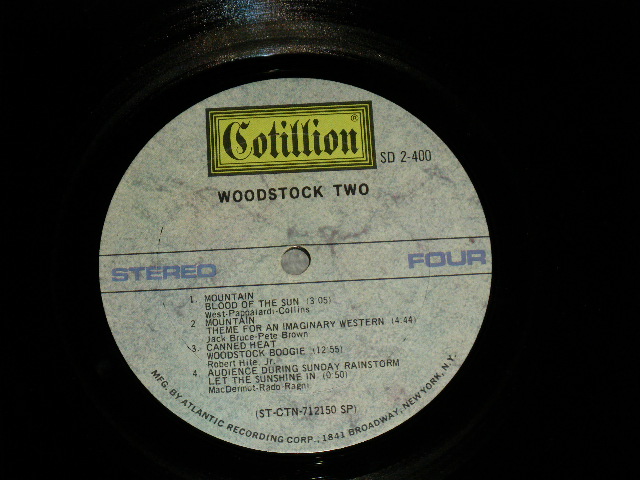 Cotillion®
SD 2-400
WOODSTOCK TWO
STEREO
FOUR
1. MOUNTAIN
BLOOD OF THE SUN (3:05)
West-Pappalardi-Collins
2. MOUNTAIN
THEME FOR AN IMAGINARY WESTERN (4:44)
Jack Bruce-Pete Brown
3. CANNED HEAT
WOODSTOCK BOOGIE (12:55)
Robert Hite, Jr.
4. AUDIENCE DURING SUNDAY RAINSTORM
LET THE SUNSHINE IN (0:50)
MacDermot-Rado-Ragni
(ST-CTN-712150 SP)
MFG. BY ATLANTIC RECORDING CORP., 1841 BROADWAY, NEW YORK, N.Y.